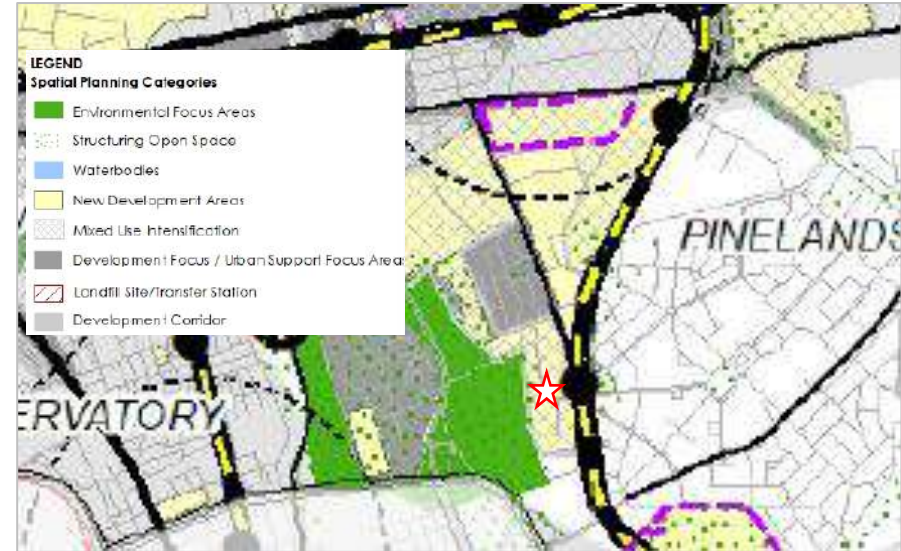 LEGEND
Spatial Planning Categories
Environmental Focus Areas
Structuring Open Space
Waterbodies
New Development Areas
Mixed Use Intensification
Development Focus / Urban Support Focus Area
Landfill Site/Transfer Station
Development Corridor
PINELANDS
ERVATORY